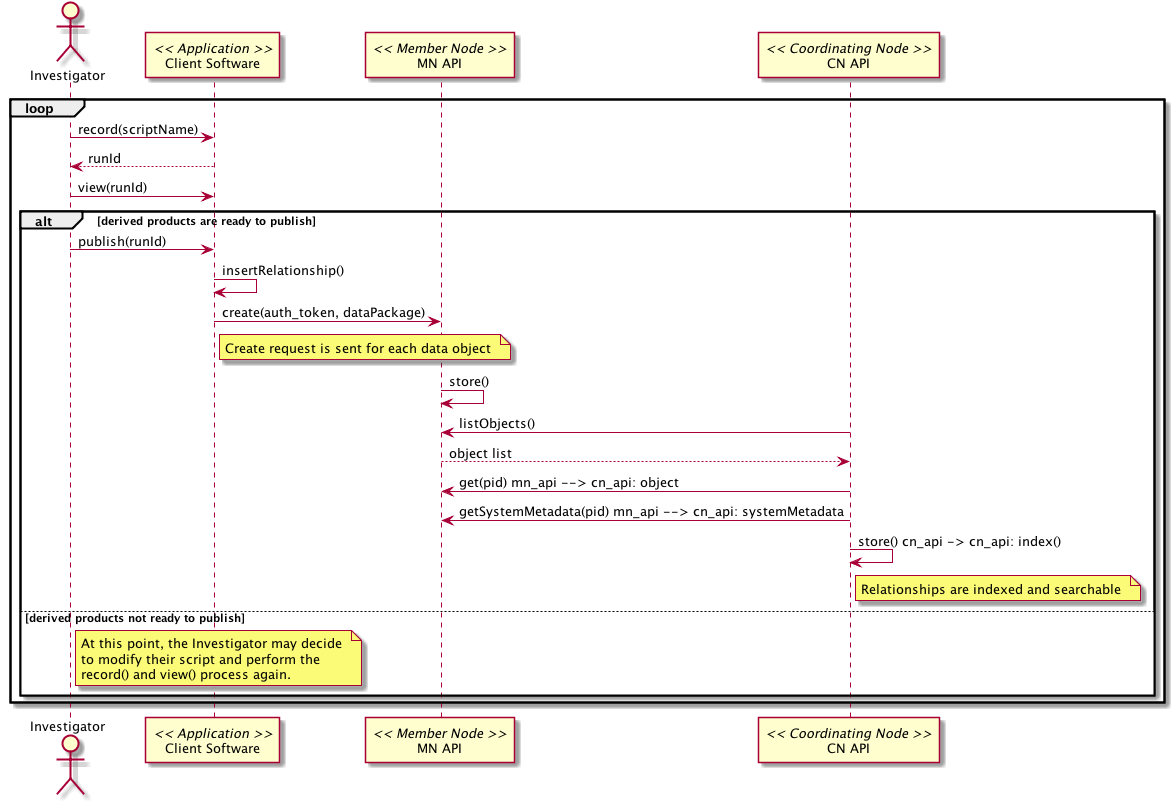 << Application >>
Client Software
<< Member Node >>
MN API
<< Coordinating Node >>
CN API
Investigator
loop
record(scriptName)
runId
view(runId)
alt
[derived products are ready to publish]
publish(runId)
insertRelationship()
create(auth_token, dataPackage)
Create request is sent for each data object
store()
listObjects()
object list
get(pid) mn_api --> cn_api: object
getSystemMetadata(pid) mn_api --> cn_api: systemMetadata
store() cn_api -> cn_api: index()
Relationships are indexed and searchable
[derived products not ready to publish]
At this point, the Investigator may decide
to modify their script and perform the
record() and view() process again.
Investigator
<< Application >>
Client Software
<< Member Node >>
MN API
<< Coordinating Node >>
CN API